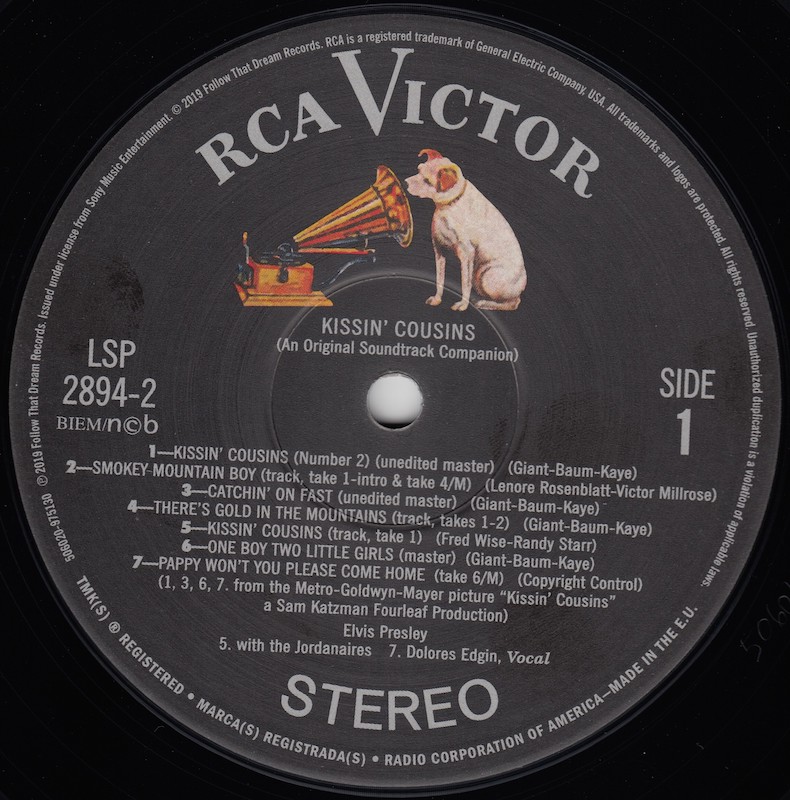 506020-975130 ℗ 2019 Follow That Dream Records. Issued under license from Sony Music Entertainment. © 2019 Follow That Dream Records. RCA is a registered trademark of General Electric Company, USA. All trademarks and logos are protected. All rights reserved. Unauthorized duplication is a violation of applicable laws.
RCA VICTOR
KISSIN' COUSINS
(An Original Soundtrack Companion)
LSP
2894-2
BIEM/n©b
SIDE
1
1—KISSIN' COUSINS (Number 2) (unedited master) (Giant-Baum-Kaye)
2—SMOKEY MOUNTAIN BOY (track, take 1-intro & take 4/M) (Lenore Rosenblatt-Victor Millrose)
3—CATCHIN' ON FAST (unedited master) (Giant-Baum-Kaye)
4—THERE'S GOLD IN THE MOUNTAINS (track, takes 1-2) (Giant-Baum-Kaye)
5—KISSIN' COUSINS (track, take 1) (Fred Wise-Randy Starr)
6—ONE BOY TWO LITTLE GIRLS (master) (Giant-Baum-Kaye)
7—PAPPY WON'T YOU PLEASE COME HOME (take 6/M) (Copyright Control)
(1, 3, 6, 7. from the Metro-Goldwyn-Mayer picture "Kissin' Cousins"
a Sam Katzman Fourleaf Production)
Elvis Presley
5. with the Jordanaires 7. Dolores Edgin, Vocal
STEREO
TMK(S) ® REGISTERED • MARCA(S) REGISTRADA(S) • RADIO CORPORATION OF AMERICA—MADE IN THE E.U.